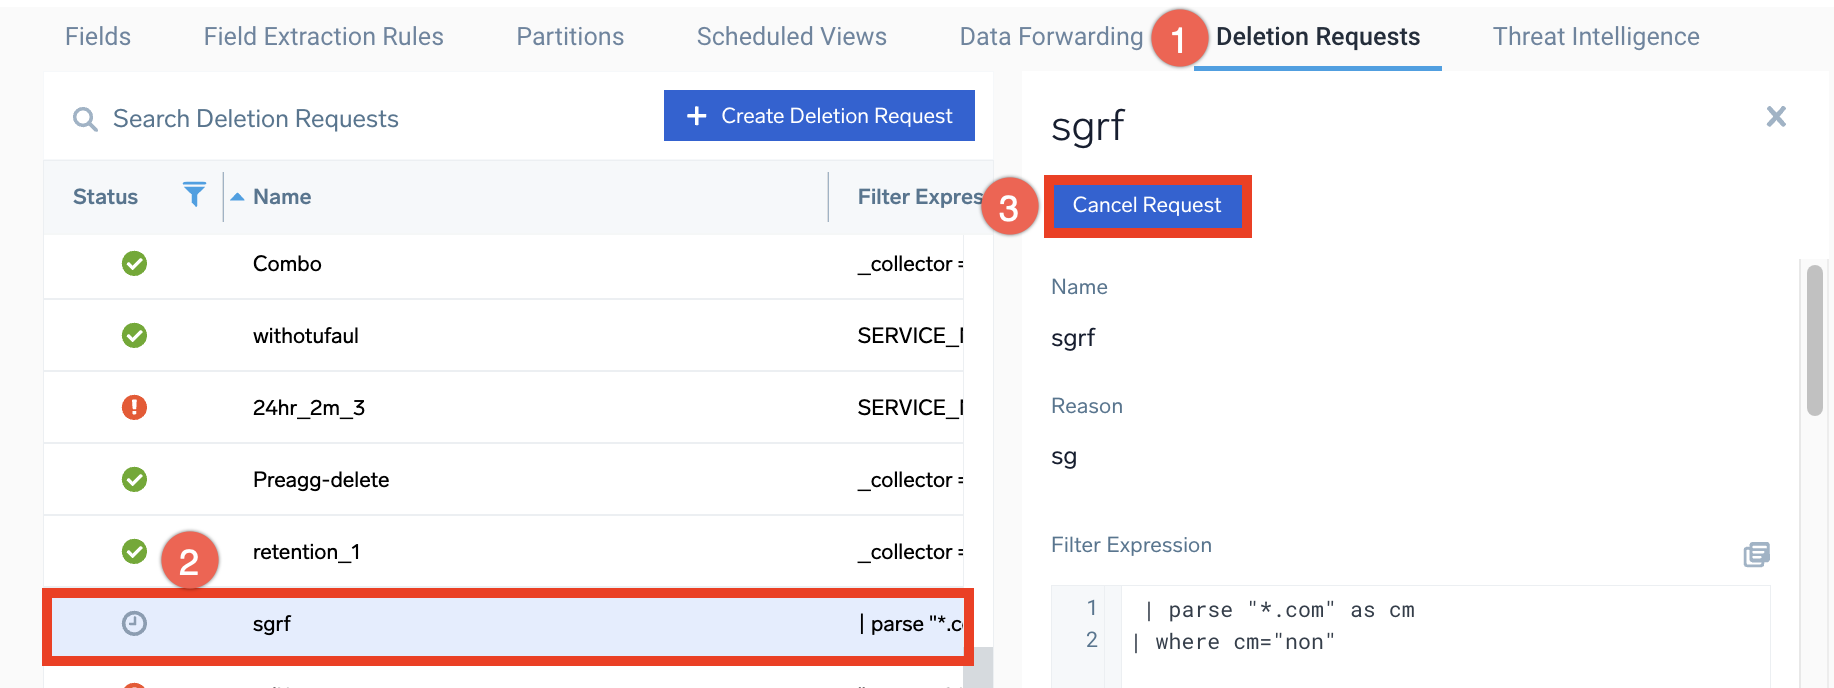 Fields Field Extraction Rules Partitions Scheduled Views Data Forwarding 1 Deletion Requests Threat Intelligence
Search Deletion Requests
+ Create Deletion Request
Status Name Filter Expres
Combo _collector =
withotufaul SERVICE_
24hr_2m_3 SERVICE_
Preagg-delete _collector =
retention_1 _collector =
2
sgrf | parse "*.c
sgrf
3 Cancel Request
Name
sgrf
Reason
sg
Filter Expression
1 | parse "*.com" as cm
2 | where cm="non"